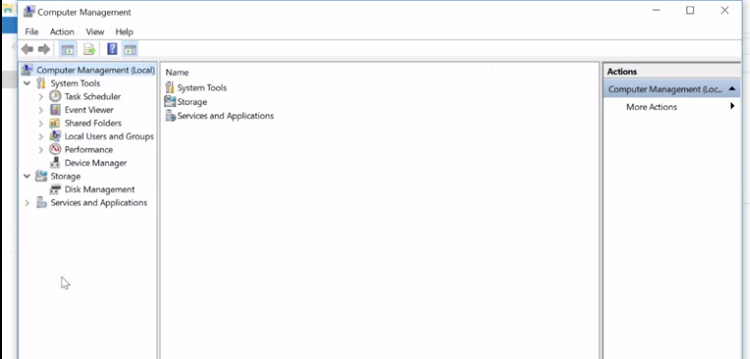 Computer Management
File Action View Help
Computer Management (Local)
System Tools
Task Scheduler
Event Viewer
Shared Folders
Local Users and Groups
Performance
Device Manager
Storage
Disk Management
Services and Applications
Name
System Tools
Storage
Services and Applications
Actions
Computer Management (Loc...
More Actions